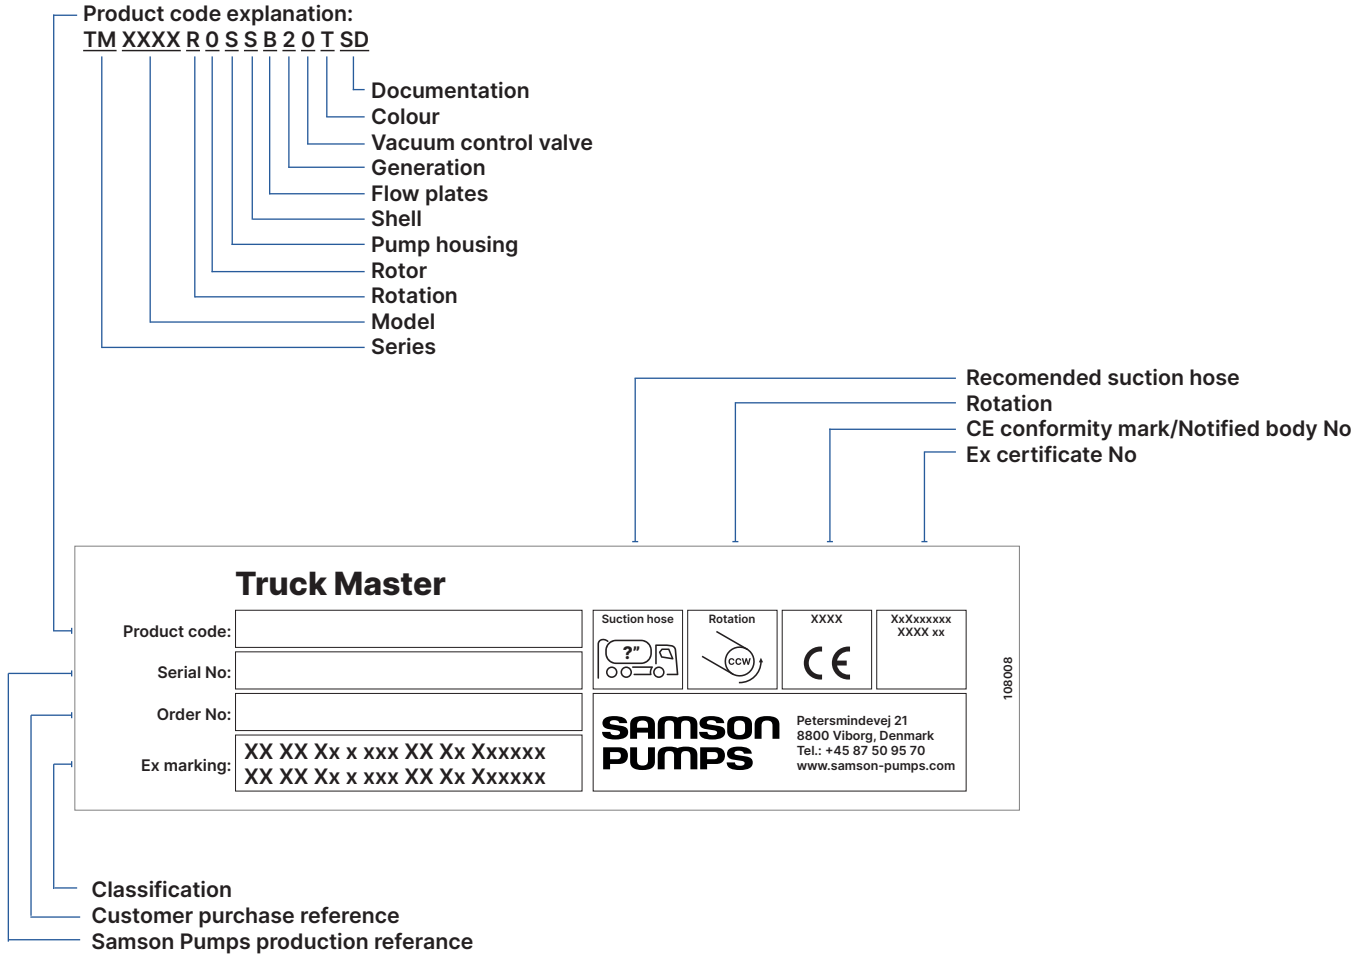 Product code explanation:
TM XXXX R 0 S S B 2 0 T SD
Documentation
Colour
Vacuum control valve
Generation
Flow plates
Shell
Pump housing
Rotor
Rotation
Model
Series
Recomended suction hose
Rotation
CE conformity mark/Notified body No
Ex certificate No
Truck Master
Product code:
Serial No:
Order No:
Ex marking:
XX XX Xx x xxx XX Xx Xxxxxx
XX XX Xx x xxx XX Xx Xxxxxx
Suction hose
?"
Rotation
CCW
XXXX
CE
XxXxxxxxx
XXXX xx
108008
SAMSON
PUMPS
Petersmindevej 21
8800 Viborg, Denmark
Tel.: +45 87 50 95 70
www.samson-pumps.com
Classification
Customer purchase reference
Samson Pumps production referance